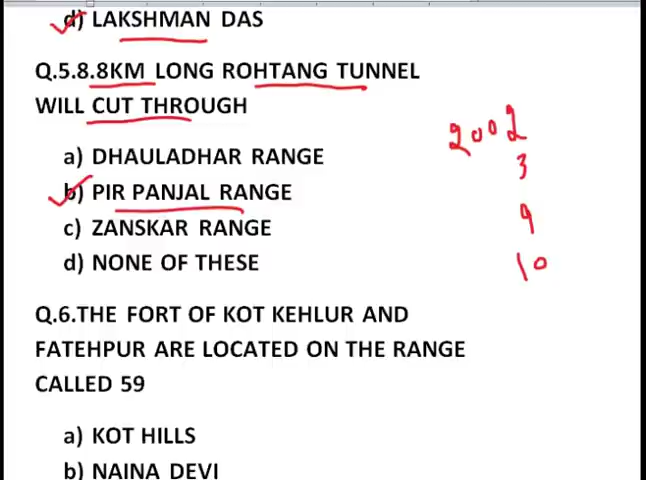 d) LAKSHMAN DAS
Q.5.8.8KM LONG ROHTANG TUNNEL
WILL CUT THROUGH
2002
a) DHAULADHAR RANGE
3
b) PIR PANJAL RANGE
9
c) ZANSKAR RANGE
d) NONE OF THESE
10
Q.6.THE FORT OF KOT KEHLUR AND
FATEHPUR ARE LOCATED ON THE RANGE
CALLED 59
a) KOT HILLS
b) NAINA DEVI